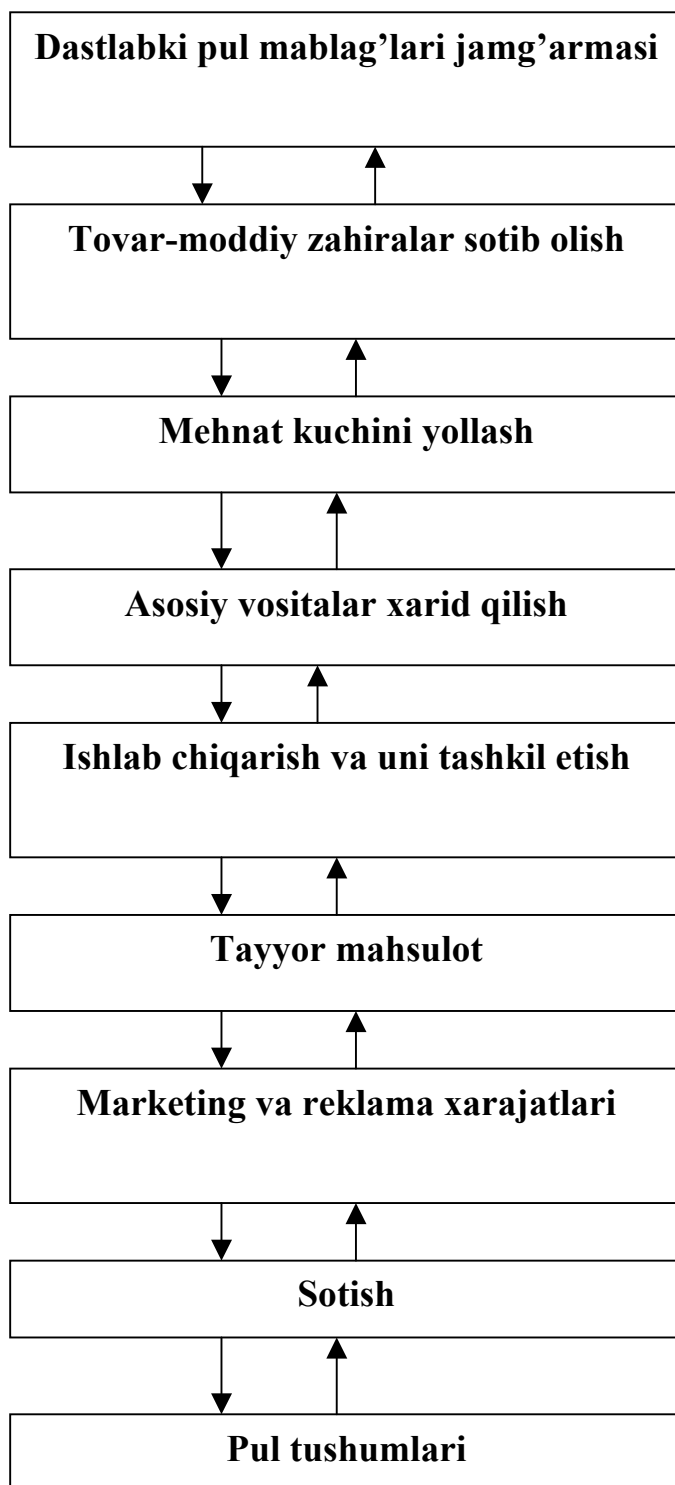 Dastlabki pul mablag’lari jamg’armasi
Tovar-moddiy zahiralar sotib olish
Mehnat kuchini yollash
Asosiy vositalar xarid qilish
Ishlab chiqarish va uni tashkil etish
Tayyor mahsulot
Marketing va reklama xarajatlari
Sotish
Pul tushumlari